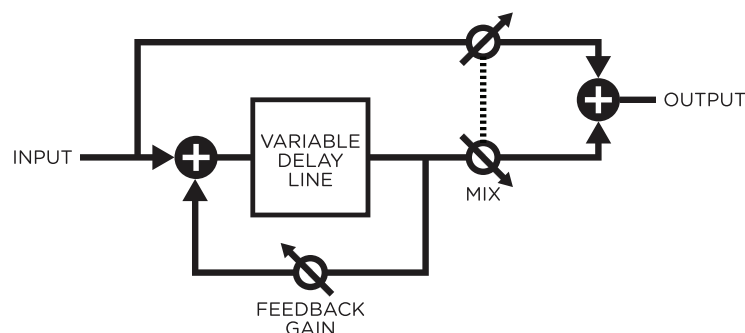 INPUT
VARIABLE
DELAY
LINE
OUTPUT
MIX
FEEDBACK
GAIN